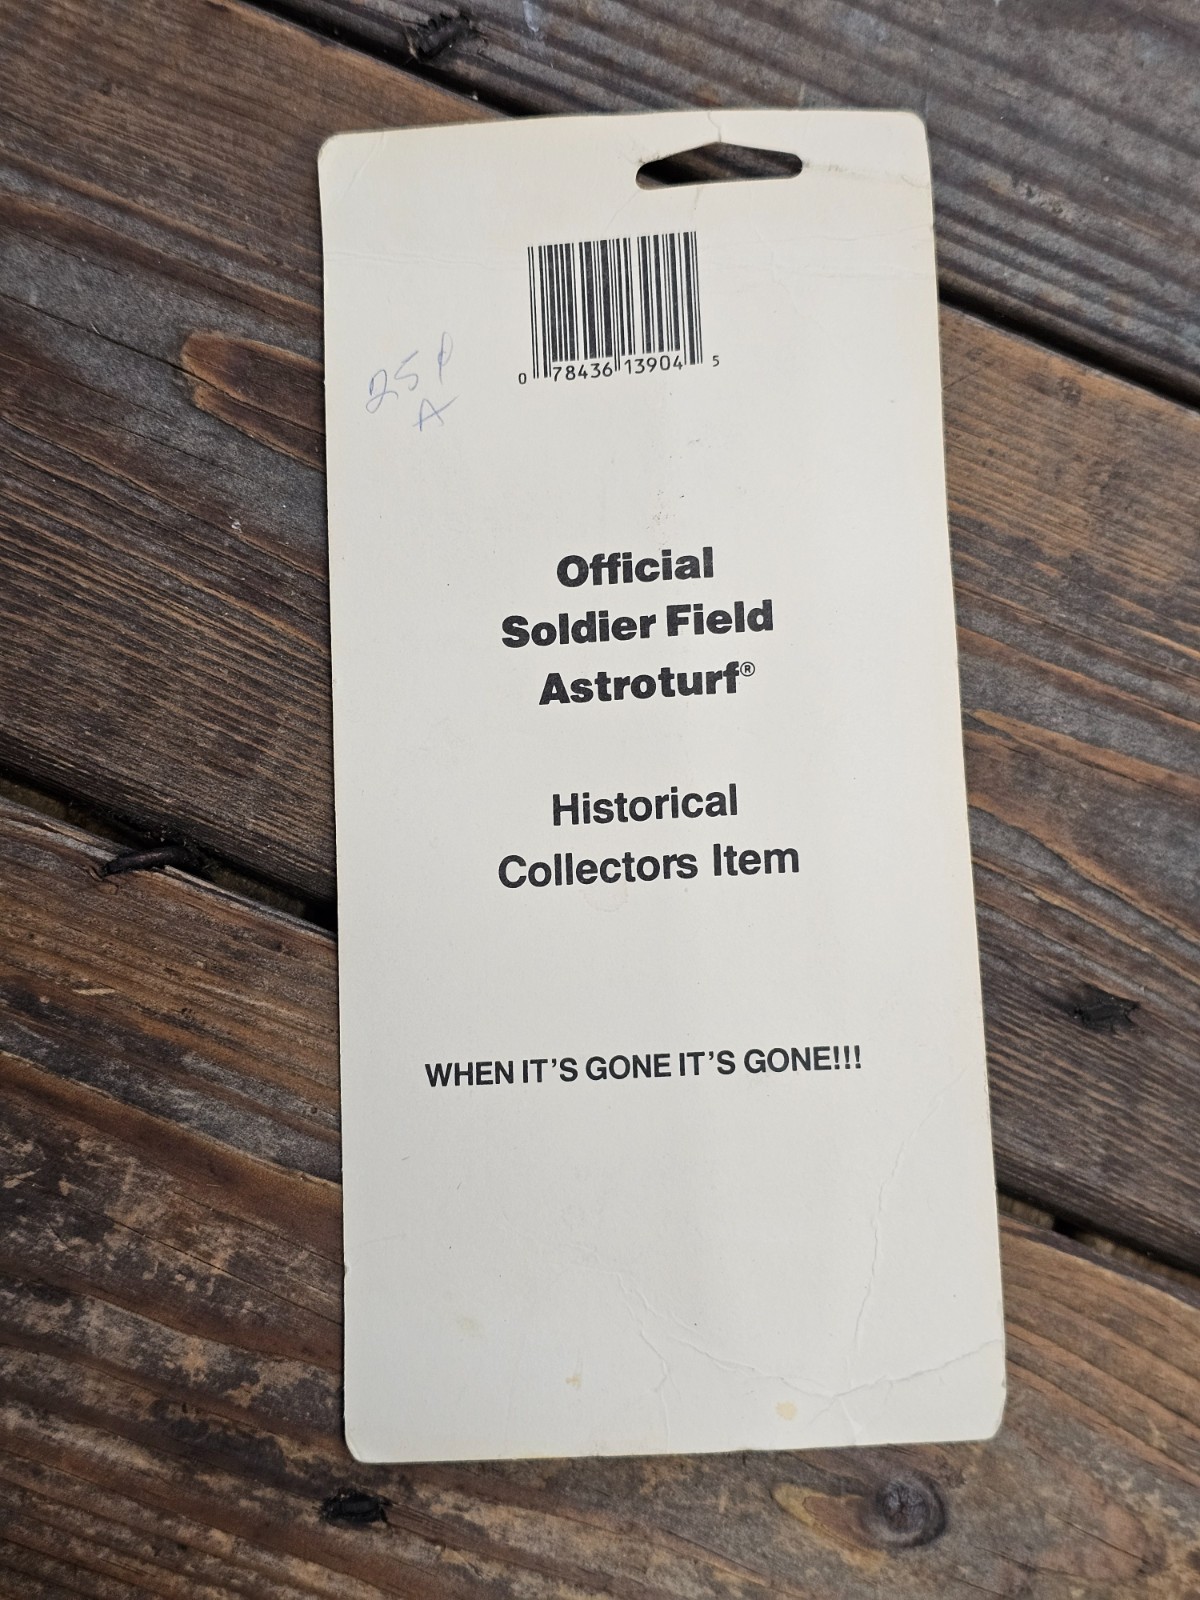 0 78436 13904 5
25P
A
Official
Soldier Field
Astroturf®
Historical
Collectors Item
WHEN IT'S GONE IT'S GONE!!!